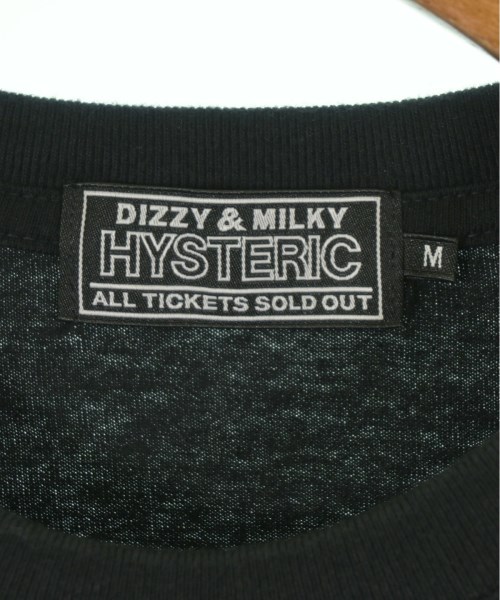 DIZZY & MILKY
HYSTERIC
ALL TICKETS SOLD OUT
M